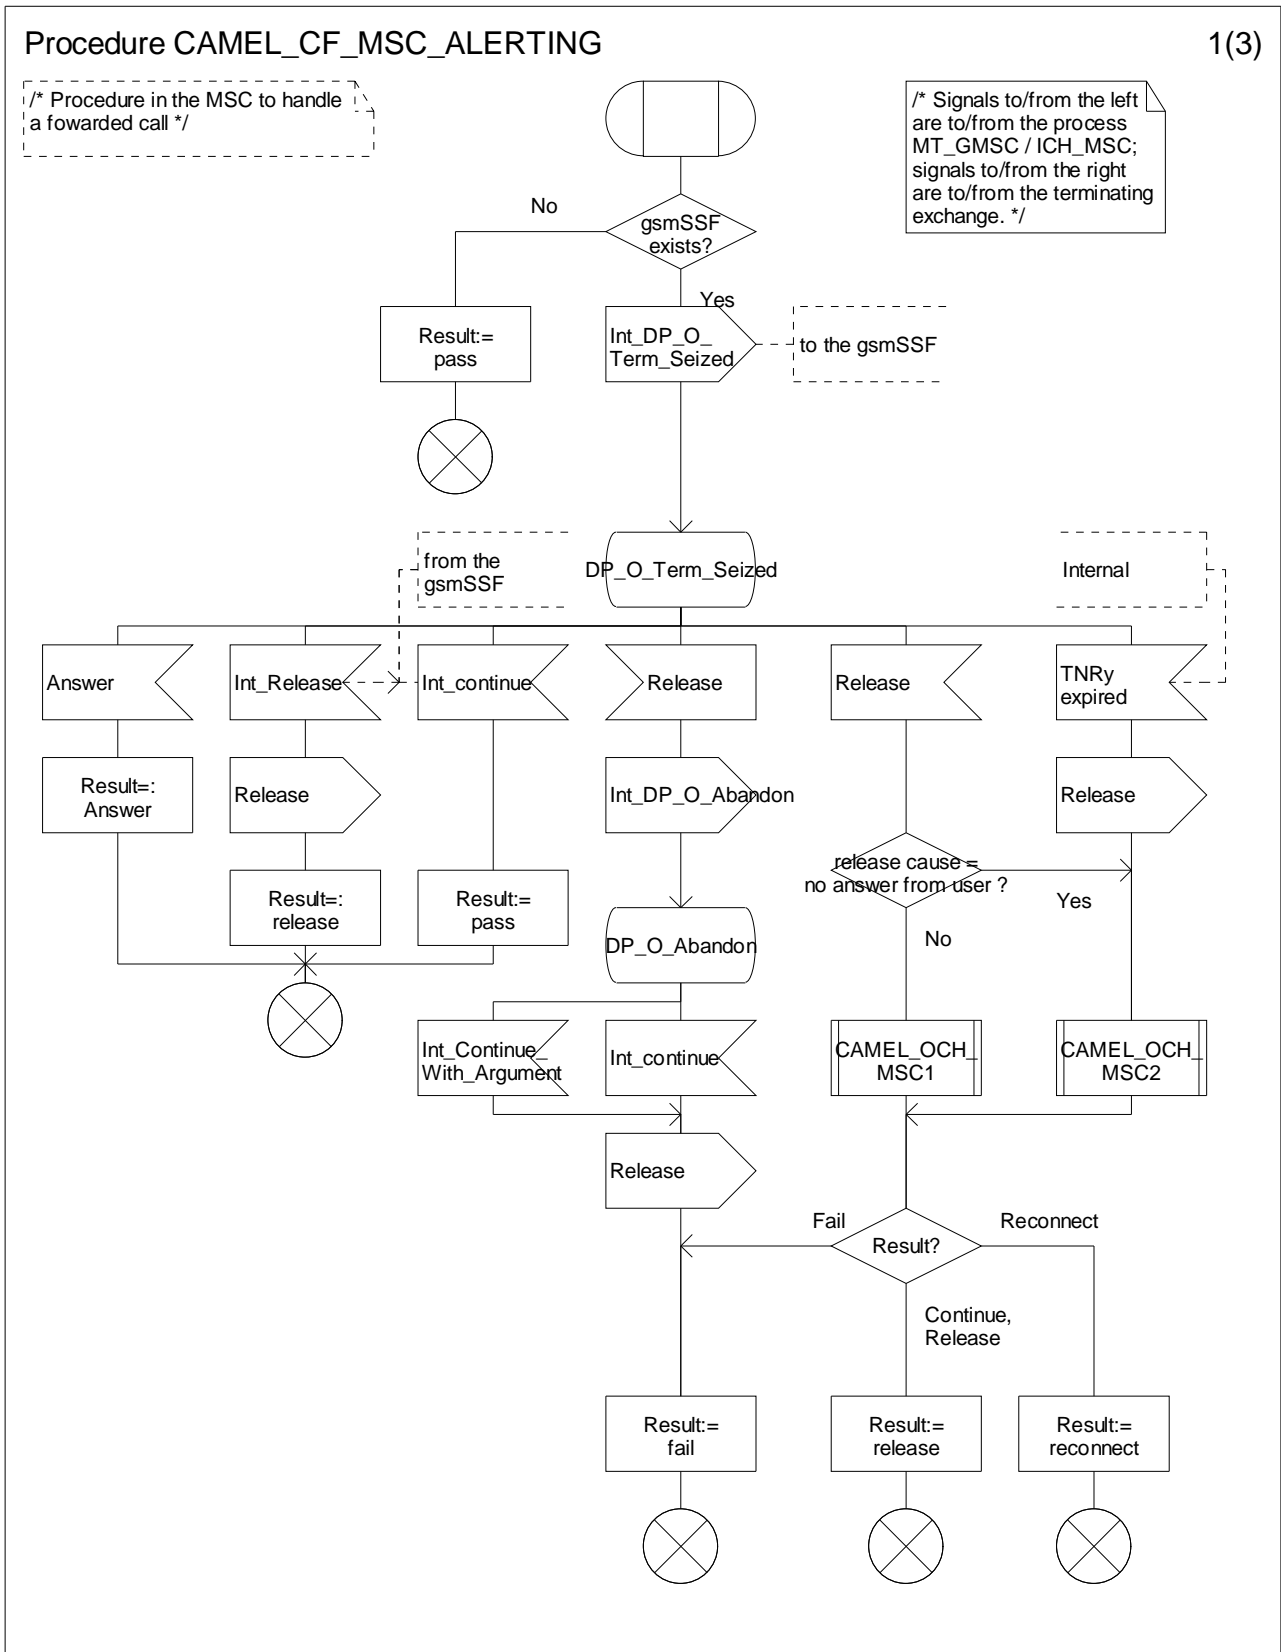 Procedure CAMEL_CF_MSC_ALERTING
1(3)
/* Procedure in the MSC to handle
a fowarded call */
/* Signals to/from the left
are to/from the process
MT_GMSC / ICH_MSC;
signals to/from the right
are to/from the terminating
exchange. */
No
gsmSSF
exists?
Yes
Result:=
pass
Int_DP_O_
Term_Seized
to the gsmSSF
from the
gsmSSF
DP_O_Term_Seized
Internal
Answer
Int_Release
Int_continue
Release
Release
TNRy
expired
Result=:
Answer
Release
Int_DP_O_Abandon
Release
release cause =
no answer from user ?
Yes
No
Result=:
release
Result:=
pass
DP_O_Abandon
Int_Continue_
With_Argument
Int_continue
CAMEL_OCH_
MSC1
CAMEL_OCH_
MSC2
Release
Fail
Result?
Reconnect
Continue,
Release
Result:=
fail
Result:=
release
Result:=
reconnect